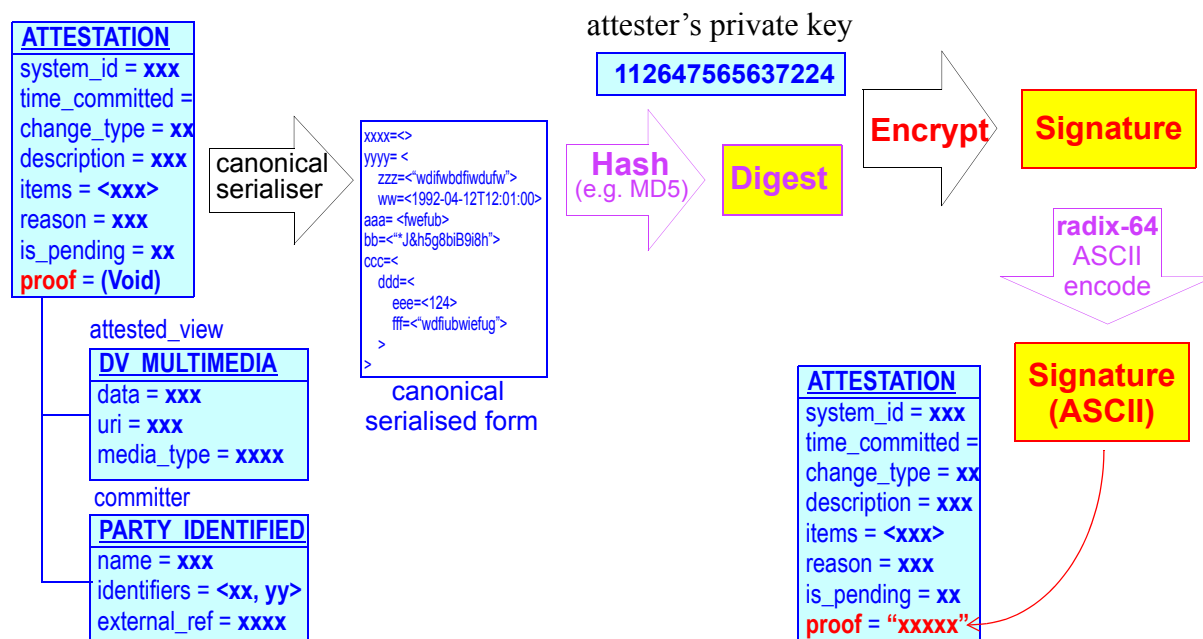 ATTESTATION
system_id = xxx
time_committed =
change_type = xx
description = xxx
items = <xxx>
reason = xxx
is_pending = xx
proof = (Void)
attested_view
DV_MULTIMEDIA
data = xxx
uri = xxx
media_type = xxxx
committer
PARTY_IDENTIFIED
name = xxx
identifiers = <xx, yy>
external_ref = xxxx
canonical
serialiser
xxxx=<>
yyyy= <
zzz=<“wdifwbdfiwdufw”>
ww=<1992-04-12T12:01:00>
aaa= <fwefub>
bb=<“*J&h5g8biB9i8h”>
ccc=<
ddd=<
eee=<124>
fff=<“wdfiubwiefug”>
>
>
canonical
serialised form
Hash
(e.g. MD5)
Digest
attester’s private key
112647565637224
Encrypt
Signature
radix-64
ASCII
encode
Signature
(ASCII)
ATTESTATION
system_id = xxx
time_committed =
change_type = xx
description = xxx
items = <xxx>
reason = xxx
is_pending = xx
proof = “xxxxx”